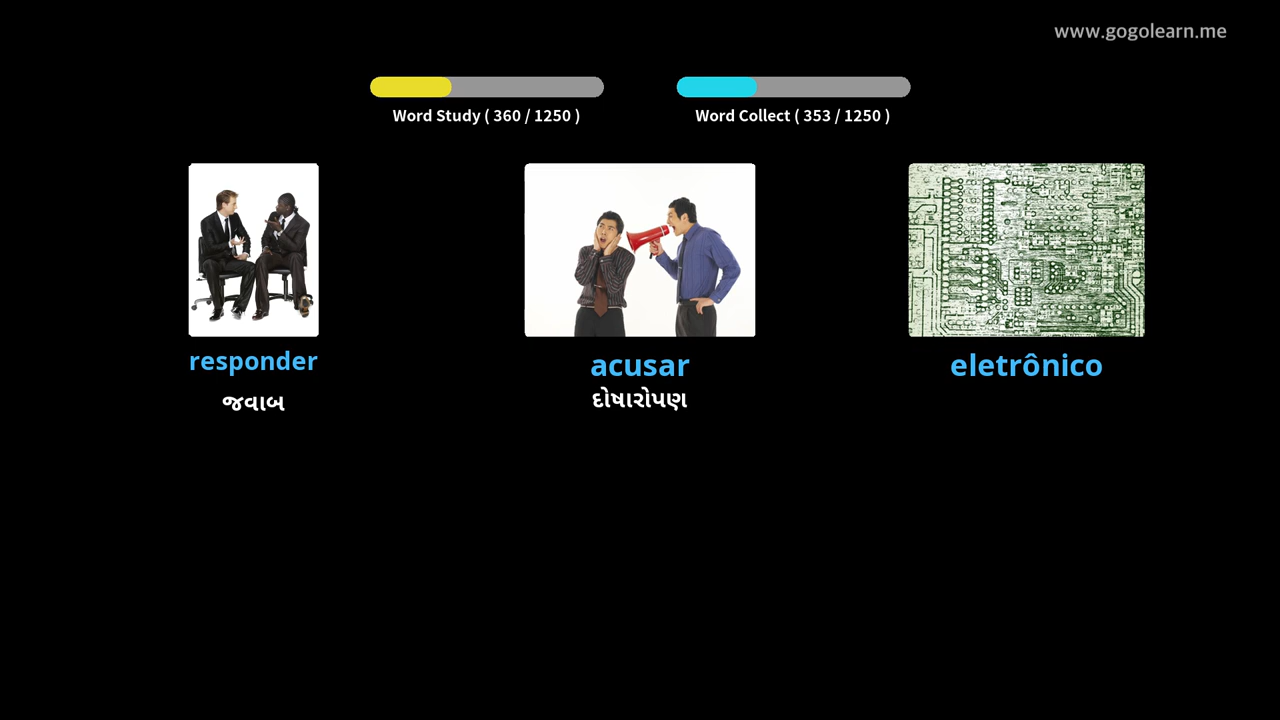 www.gogolearn.me
Word Study ( 360 / 1250 )
Word Collect ( 353 / 1250 )
responder
જવાબ
acusar
દોષારોપણ
eletrônico